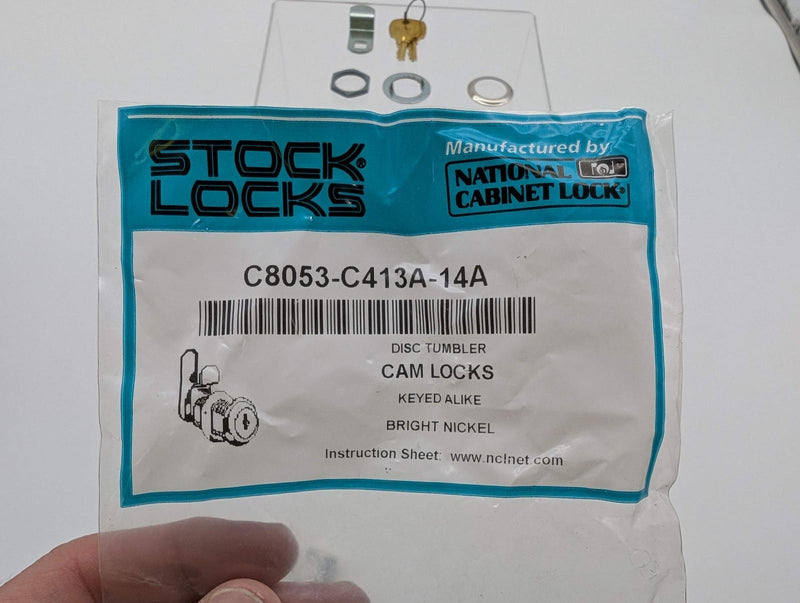 STOCK®
LOCKS
Manufactured by
NATIONAL
CABINET LOCK®
C8053-C413A-14A
DISC TUMBLER
CAM LOCKS
KEYED ALIKE
BRIGHT NICKEL
Instruction Sheet: www.nclnet.com